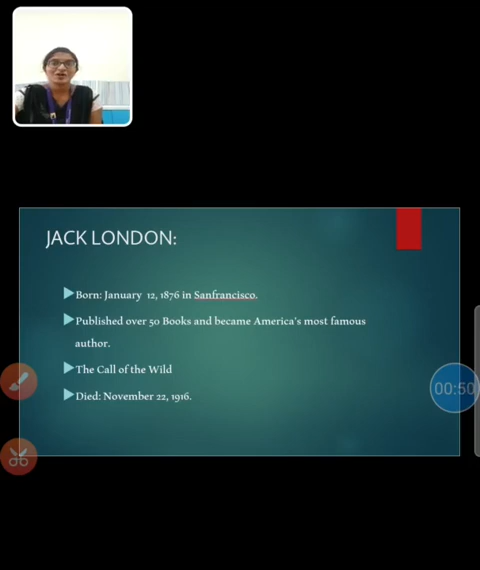 JACK LONDON:
Born: January 12, 1876 in Sanfrancisco.
Published over 50 Books and became America's most famous
author.
The Call of the Wild
00:50
Died: November 22, 1916.